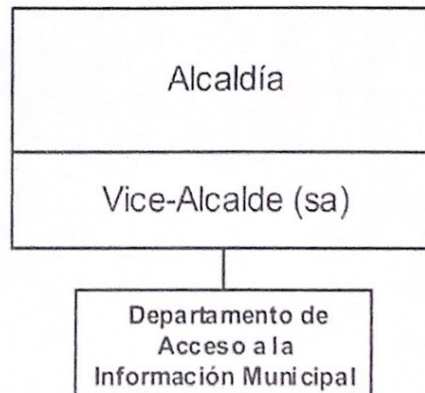 Alcaldía
Vice-Alcalde (sa)
Departamento de
Acceso a la
Información Municipal